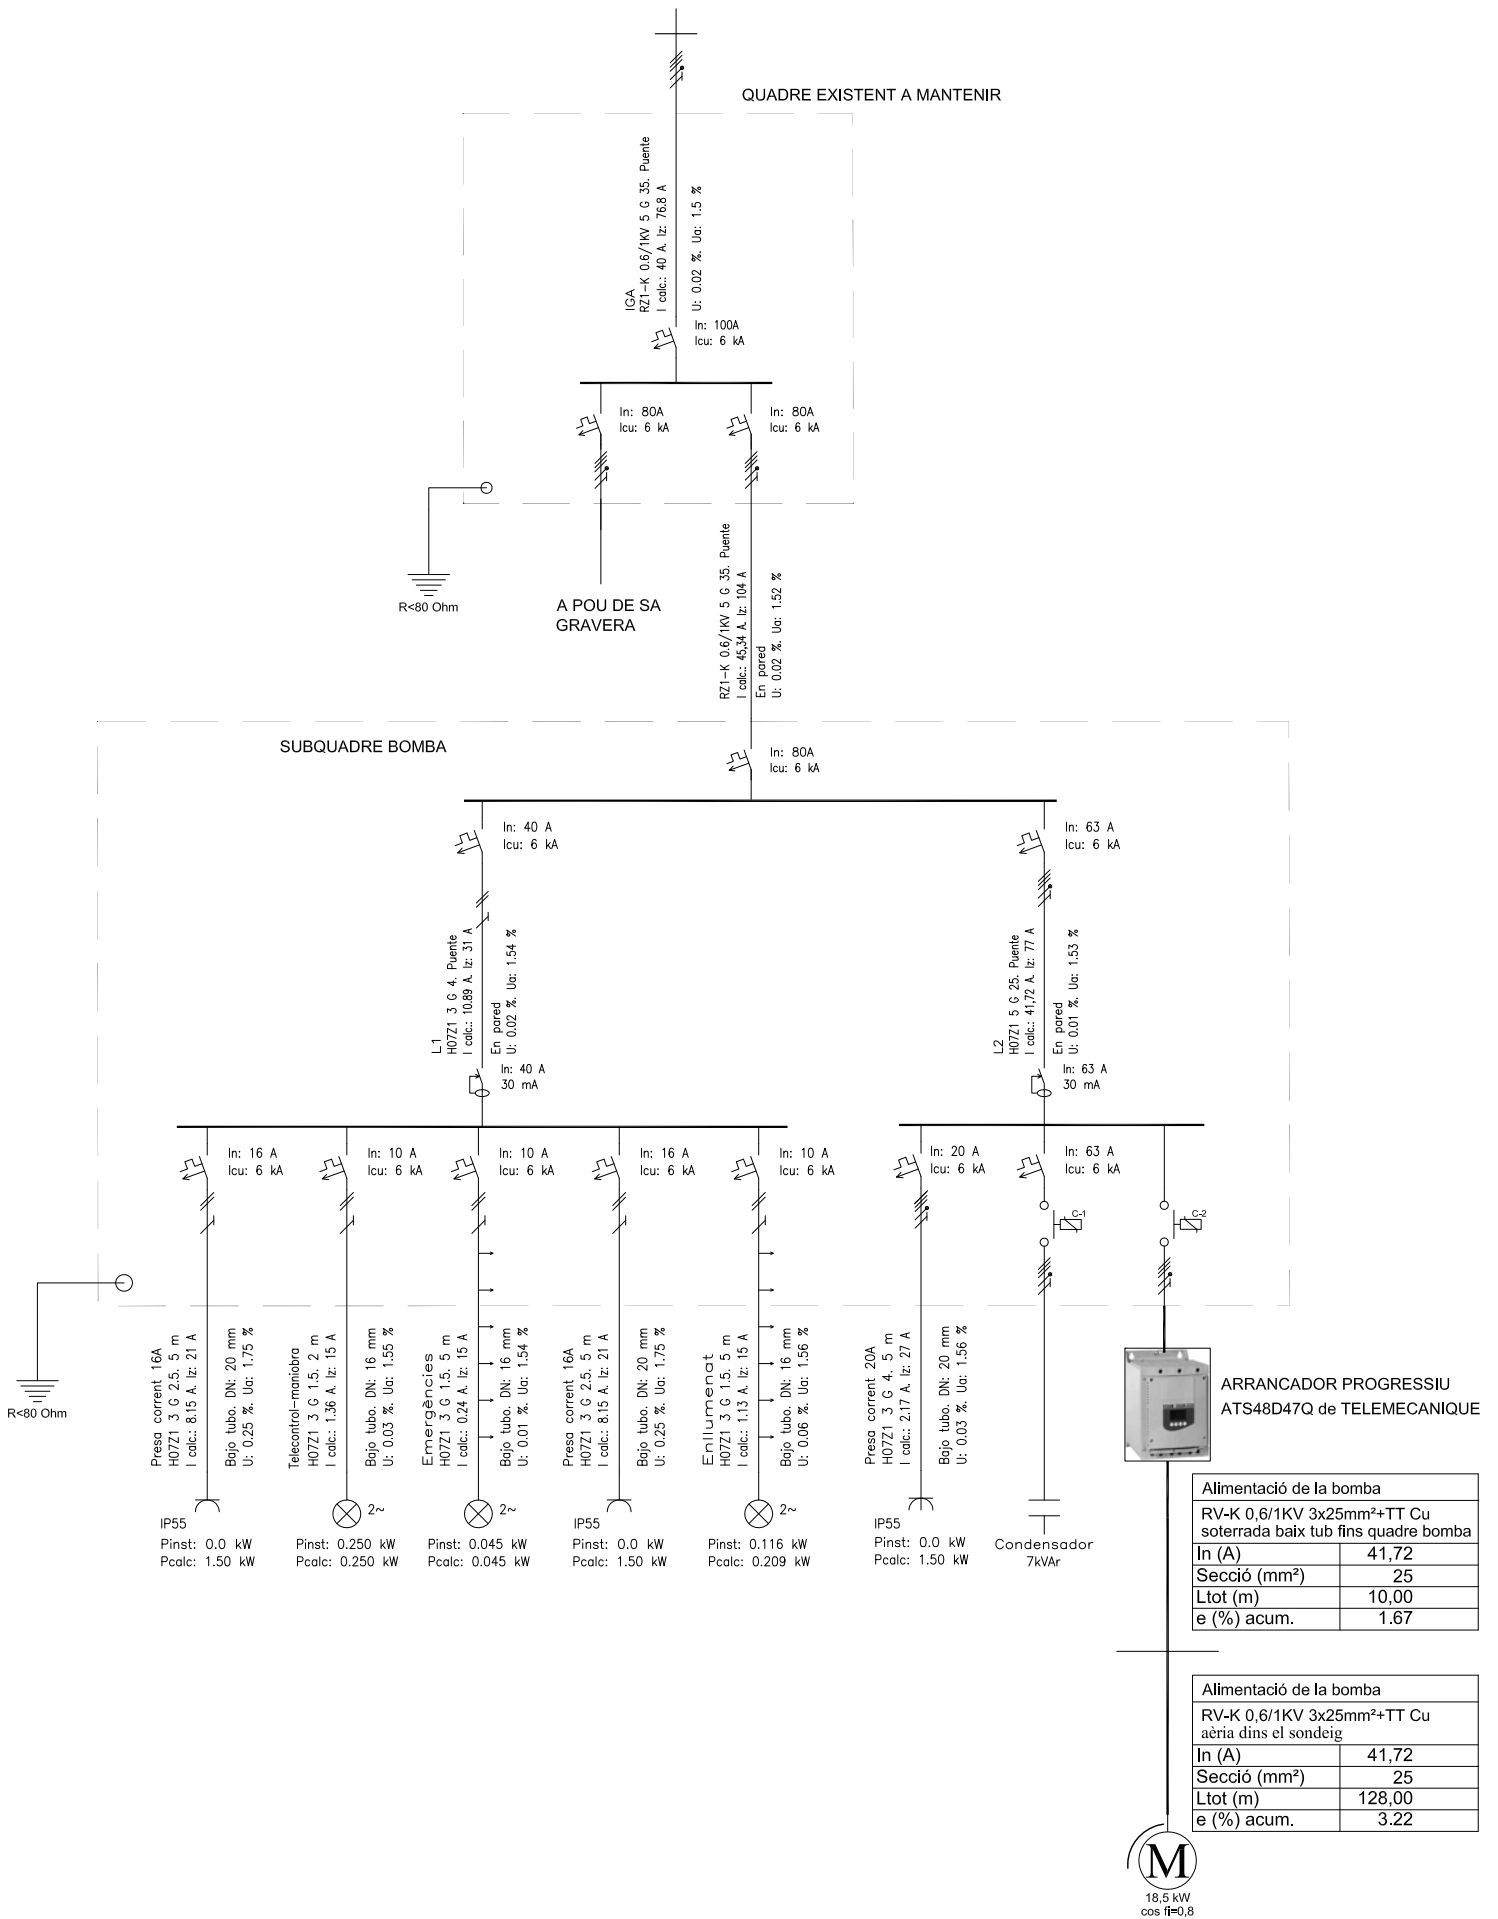 QUADRE EXISTENT A MANTENIR
IGA
RZ1-K 0.6/1KV 5 G 35. Puente
I calc.: 40 A. Iz: 76.8 A
U: 0.02 %. Ua: 1.5 %
In: 100A
Icu: 6 kA
In: 80A
Icu: 6 kA
In: 80A
Icu: 6 kA
R<80 Ohm
A POU DE SA
GRAVERA
RZ1-K 0.6/1KV 5 G 35. Puente
I calc.: 45,34 A. Iz: 104 A
En pared
U: 0.02 %. Ua: 1.52 %
SUBQUADRE BOMBA
In: 80A
Icu: 6 kA
In: 40 A
Icu: 6 kA
In: 63 A
Icu: 6 kA
L1
H07Z1 3 G 4. Puente
I calc.: 10.89 A. Iz: 31 A
En pared
U: 0.02 %. Ua: 1.54 %
L2
H07Z1 5 G 25. Puente
I calc.: 41,72 A. Iz: 77 A
En pared
U: 0.01 %. Ua: 1.53 %
In: 40 A
30 mA
In: 63 A
30 mA
In: 16 A
Icu: 6 kA
In: 10 A
Icu: 6 kA
In: 10 A
Icu: 6 kA
In: 16 A
Icu: 6 kA
In: 10 A
Icu: 6 kA
In: 20 A
Icu: 6 kA
In: 63 A
Icu: 6 kA
C-1
C-2
R<80 Ohm
Presa corrent 16A
H07Z1 3 G 2.5. 5 m
I calc.: 8.15 A. Iz: 21 A
Bajo tubo. DN: 20 mm
U: 0.25 %. Ua: 1.75 %
Telecontrol-maniobra
H07Z1 3 G 1.5. 2 m
I calc.: 1.36 A. Iz: 15 A
Bajo tubo. DN: 16 mm
U: 0.03 %. Ua: 1.55 %
Emergències
H07Z1 3 G 1.5. 5 m
I calc.: 0.24 A. Iz: 15 A
Bajo tubo. DN: 16 mm
U: 0.01 %. Ua: 1.54 %
Presa corrent 16A
H07Z1 3 G 2.5. 5 m
I calc.: 8.15 A. Iz: 21 A
Bajo tubo. DN: 20 mm
U: 0.25 %. Ua: 1.75 %
Enllumenat
H07Z1 3 G 1.5. 5 m
I calc.: 1.13 A. Iz: 15 A
Bajo tubo. DN: 16 mm
U: 0.06 %. Ua: 1.56 %
Presa corrent 20A
H07Z1 3 G 4. 5 m
I calc.: 2.17 A. Iz: 27 A
Bajo tubo. DN: 20 mm
U: 0.03 %. Ua: 1.56 %
IP55
Pinst: 0.0 kW
Pcalc: 1.50 kW
2~
Pinst: 0.250 kW
Pcalc: 0.250 kW
2~
Pinst: 0.045 kW
Pcalc: 0.045 kW
IP55
Pinst: 0.0 kW
Pcalc: 1.50 kW
2~
Pinst: 0.116 kW
Pcalc: 0.209 kW
IP55
Pinst: 0.0 kW
Pcalc: 1.50 kW
Condensador
7kVAr
ARRANCADOR PROGRESSIU
ATS48D47Q de TELEMECANIQUE
Alimentació de la bomba
RV-K 0,6/1KV 3x25mm²+TT Cu
soterrada baix tub fins quadre bomba
In (A) 41,72
Secció (mm²) 25
Ltot (m) 10,00
e (%) acum. 1.67
Alimentació de la bomba
RV-K 0,6/1KV 3x25mm²+TT Cu
aèria dins el sondeig
In (A) 41,72
Secció (mm²) 25
Ltot (m) 128,00
e (%) acum. 3.22
M
18,5 kW
cos fi=0,8